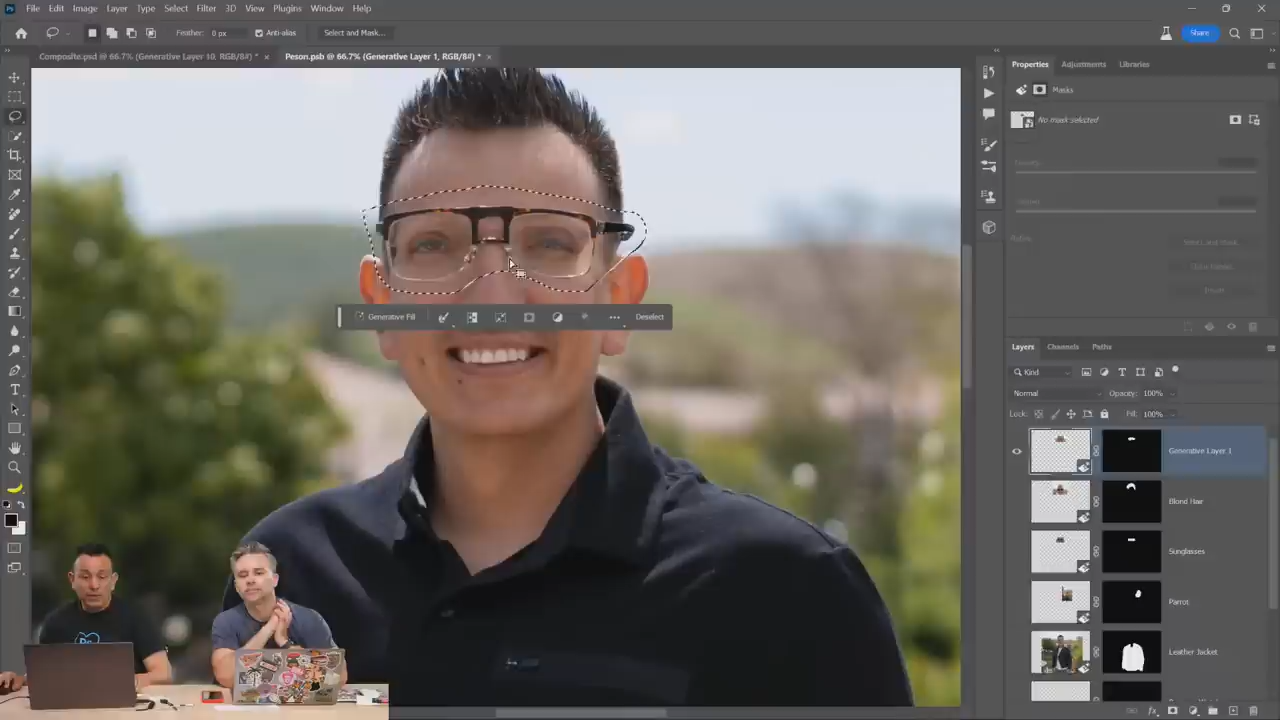 Ps File Edit Image Layer Type Select Filter 3D View Plugins Window Help
Feather: 0 px Anti-alias Select and Mask... Share
Composite.psd @ 66.7% (Generative Layer 10, RGB/8#) * × Peson.psb @ 66.7% (Generative Layer 1, RGB/8#) * ×
Properties Adjustments Libraries
Masks
No mask selected
Generative Fill Deselect
Layers Channels Paths
Kind
Normal Opacity: 100%
Lock: Fill: 100%
Generative Layer 1
Blond Hair
Sunglasses
Parrot
Leather Jacket
Ps